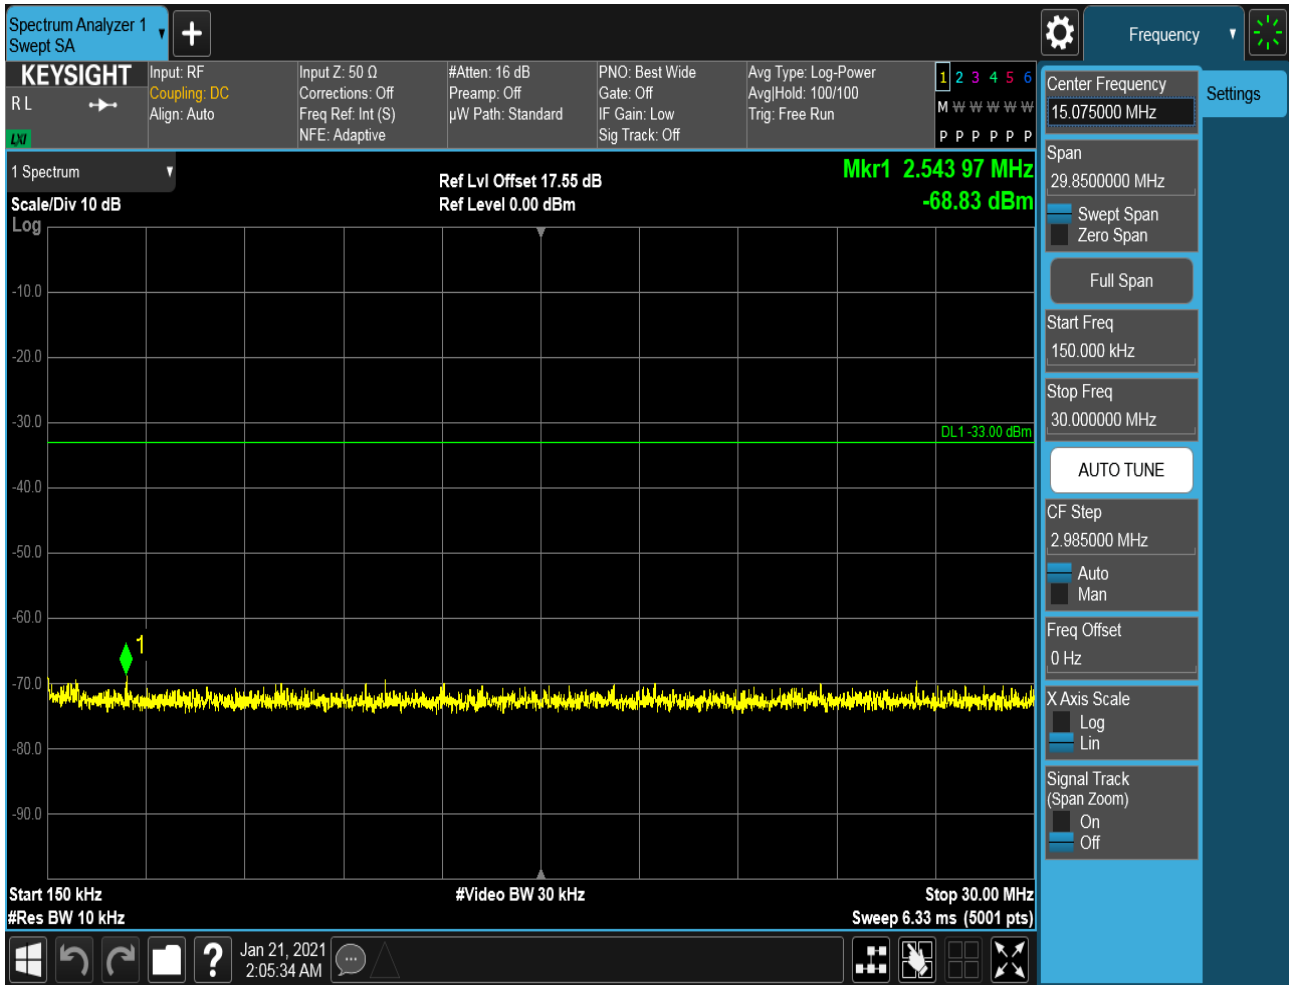 Spectrum Analyzer 1
Swept SA
+
Frequency
KEYSIGHT
R L
LXI
Input: RF
Coupling: DC
Align: Auto
Input Z: 50 Ω
Corrections: Off
Freq Ref: Int (S)
NFE: Adaptive
#Atten: 16 dB
Preamp: Off
µW Path: Standard
PNO: Best Wide
Gate: Off
IF Gain: Low
Sig Track: Off
Avg Type: Log-Power
Avg|Hold: 100/100
Trig: Free Run
1 2 3 4 5 6
M W W W W W
P P P P P P
1 Spectrum
Scale/Div 10 dB
Log
Ref Lvl Offset 17.55 dB
Ref Level 0.00 dBm
Mkr1 2.543 97 MHz
-68.83 dBm
-10.0
-20.0
-30.0
DL1 -33.00 dBm
-40.0
-50.0
-60.0
1
-70.0
-80.0
-90.0
Start 150 kHz
#Res BW 10 kHz
#Video BW 30 kHz
Stop 30.00 MHz
Sweep 6.33 ms (5001 pts)
Center Frequency
15.075000 MHz
Settings
Span
29.8500000 MHz
Swept Span
Zero Span
Full Span
Start Freq
150.000 kHz
Stop Freq
30.000000 MHz
AUTO TUNE
CF Step
2.985000 MHz
Auto
Man
Freq Offset
0 Hz
X Axis Scale
Log
Lin
Signal Track
(Span Zoom)
On
Off
?
Jan 21, 2021
2:05:34 AM